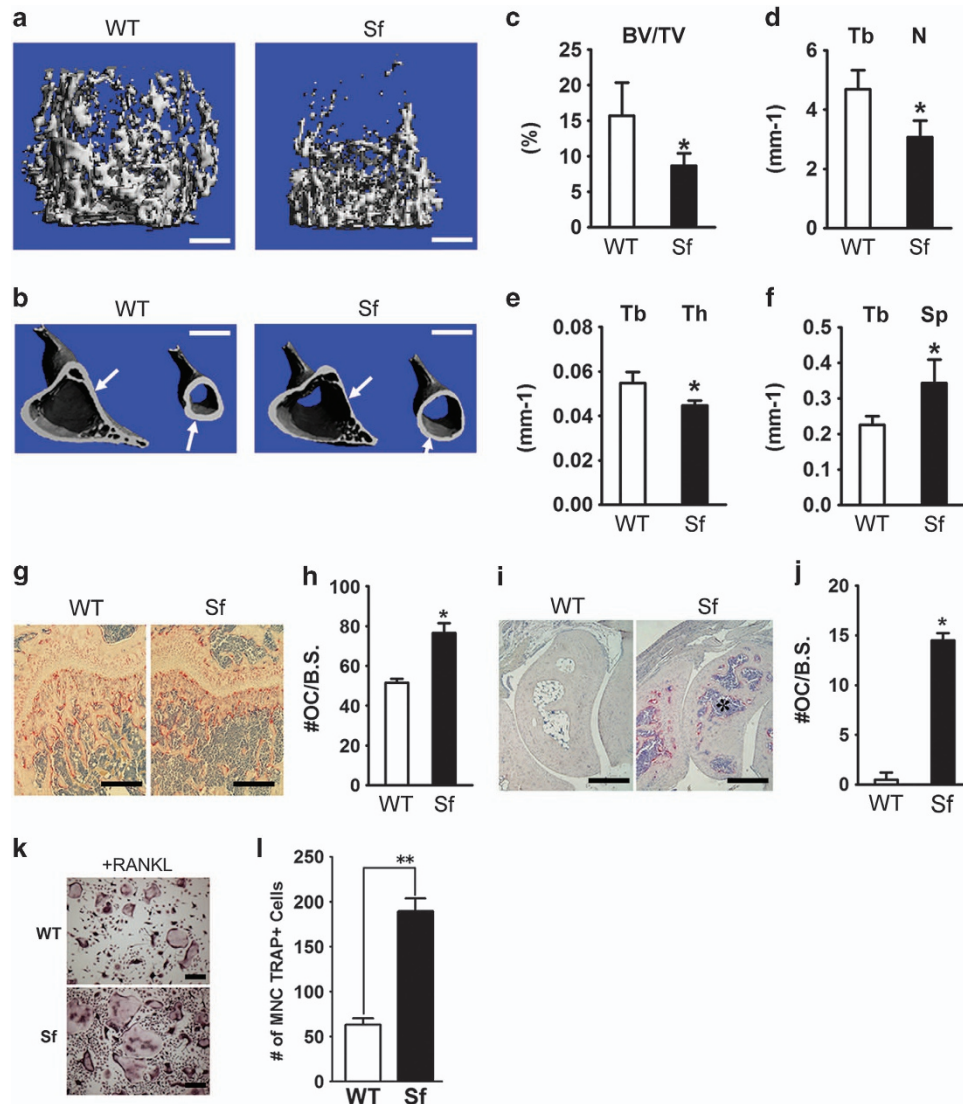 a
WT
Sf
b
WT
Sf
c
BV/TV
(%)
25
20
15
10
5
0
*
WT
Sf
d
Tb N
(mm-1)
6
4
2
0
*
WT
Sf
e
Tb Th
(mm-1)
0.08
0.06
0.04
0.02
0.00
*
WT
Sf
f
Tb Sp
(mm-1)
0.5
0.4
0.3
0.2
0.1
0.0
*
WT
Sf
g
WT
Sf
h
#OC/B.S.
100
80
60
40
20
0
*
WT
Sf
i
WT
Sf
*
j
#OC/B.S.
20
15
10
5
0
*
WT
Sf
k
+RANKL
WT
Sf
l
# of MNC TRAP+ Cells
250
200
150
100
50
0
**
WT
Sf